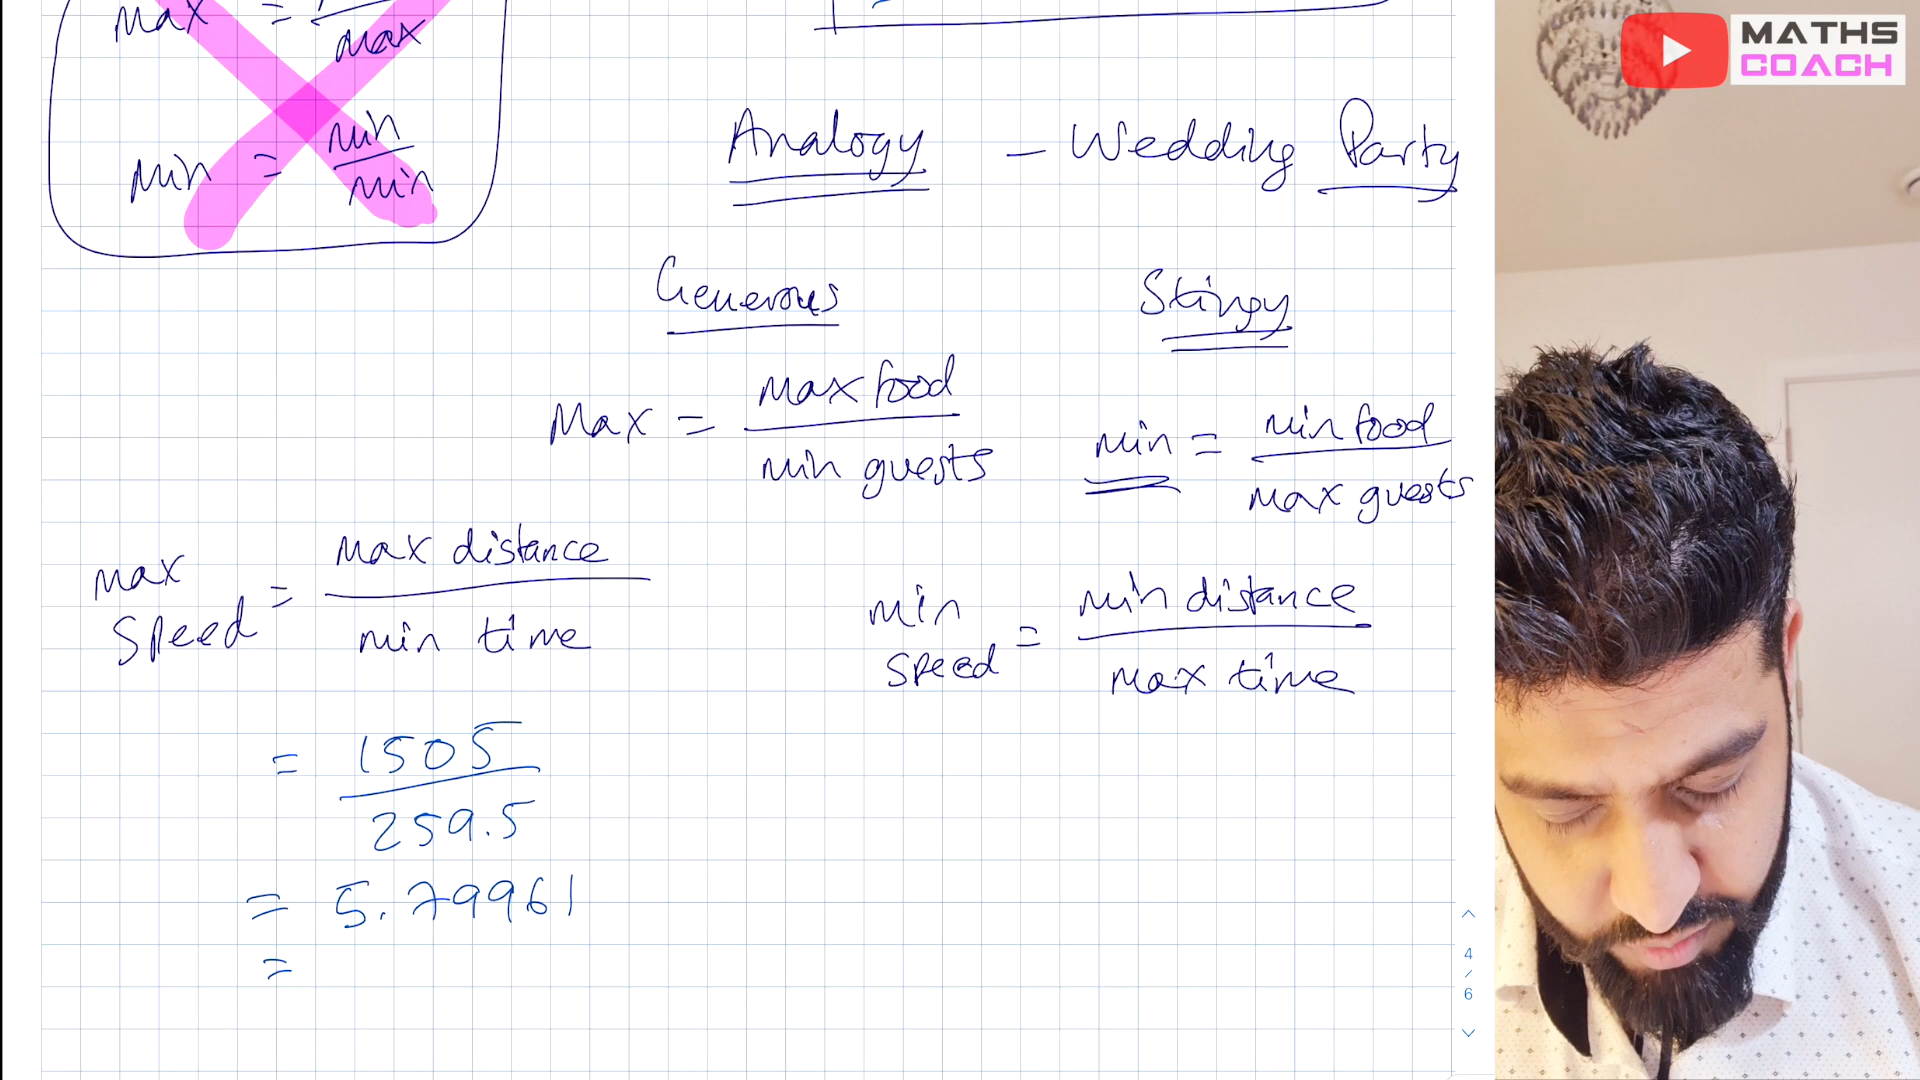 MATHS
COACH
max =
max
min = min
min
Analogy - Wedding Party
Generous
Stingy
Max = max food
min guests
min = min food
max guests
max
speed = max distance
min time
min
speed = min distance
max time
= 1505
259.5
= 5.79961
=
4
/
6